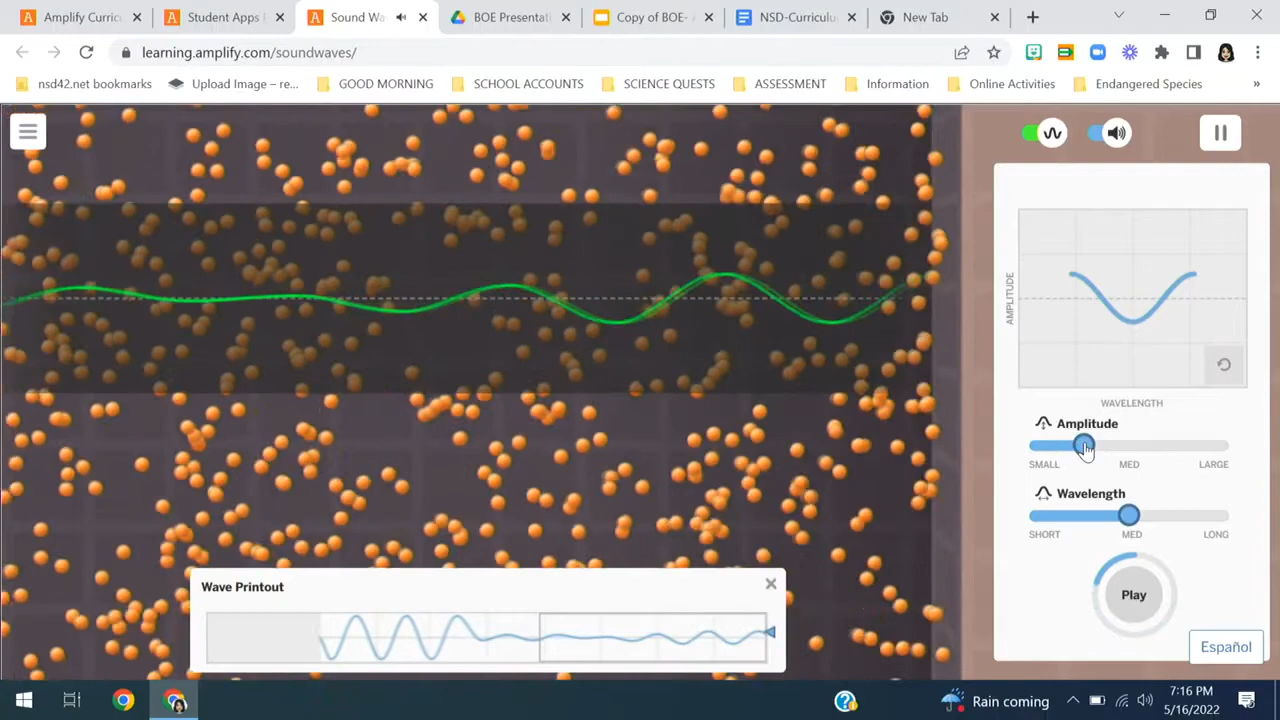 Amplify Curricu
Student Apps
Sound Wa
BOE Presentat
Copy of BOE-
NSD-Curriculu
New Tab
learning.amplify.com/soundwaves/
nsd42.net bookmarks
Upload Image – re...
GOOD MORNING
SCHOOL ACCOUNTS
SCIENCE QUESTS
ASSESSMENT
Information
Online Activities
Endangered Species
»
AMPLITUDE
WAVELENGTH
Amplitude
SMALL MED LARGE
Wavelength
SHORT MED LONG
Play
Español
Wave Printout
Rain coming
7:16 PM
5/16/2022